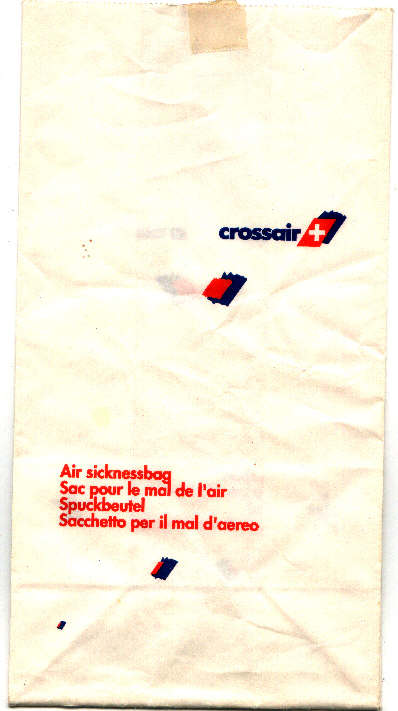 crossair
Air sicknessbag
Sac pour le mal de l'air
Spuckbeutel
Sacchetto per il mal d'aereo